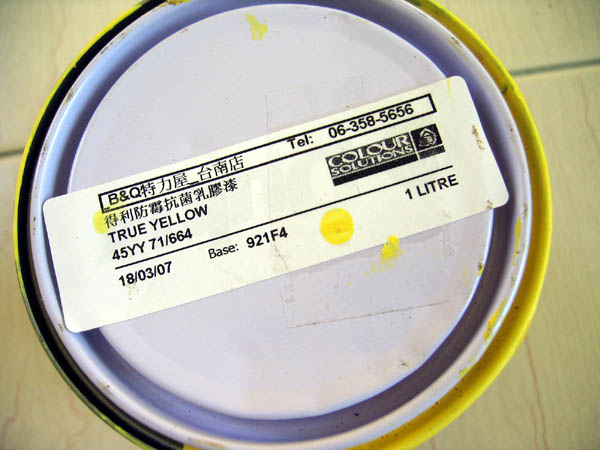 B&Q特力屋_台南店 Tel: 06-358-5656
得利防霉抗菌乳膠漆
TRUE YELLOW
45YY 71/664
COLOUR
SOLUTIONS
1 LITRE
18/03/07 Base: 921F4